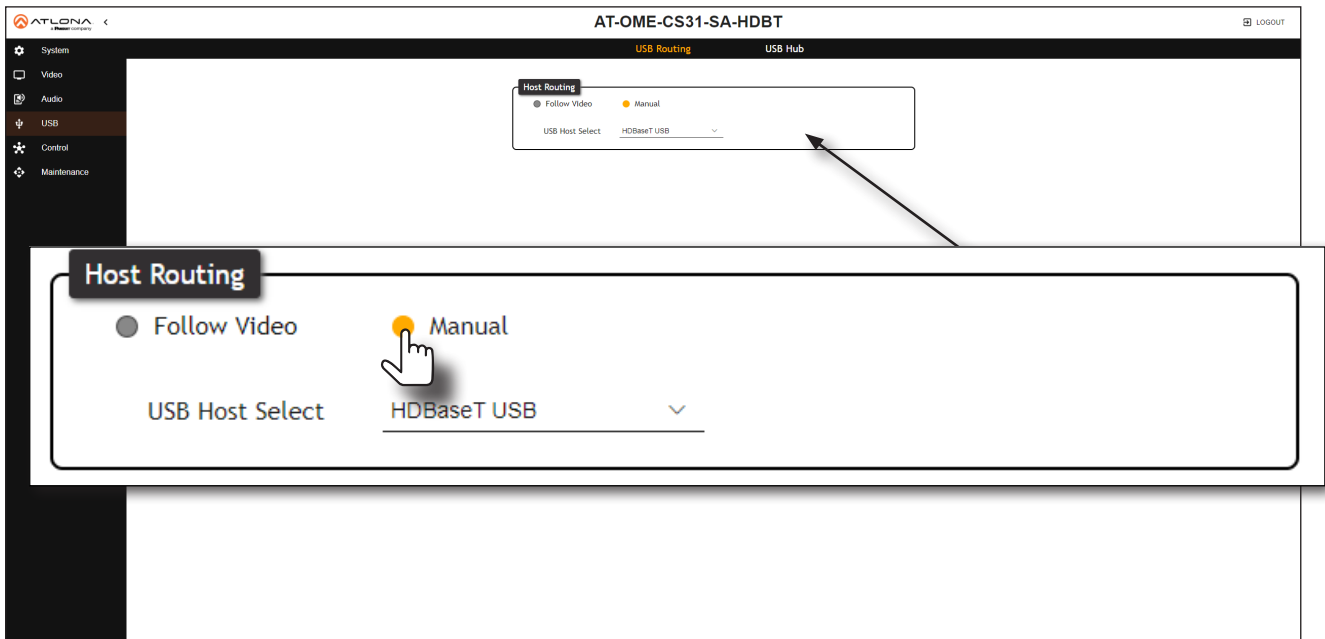 ATLONA
a Panduit company
AT-OME-CS31-SA-HDBT
LOGOUT
System
USB Routing USB Hub
Video
Audio
USB
Control
Maintenance
Host Routing
Follow Video Manual
USB Host Select HDBaseT USB
Host Routing
Follow Video Manual
USB Host Select HDBaseT USB